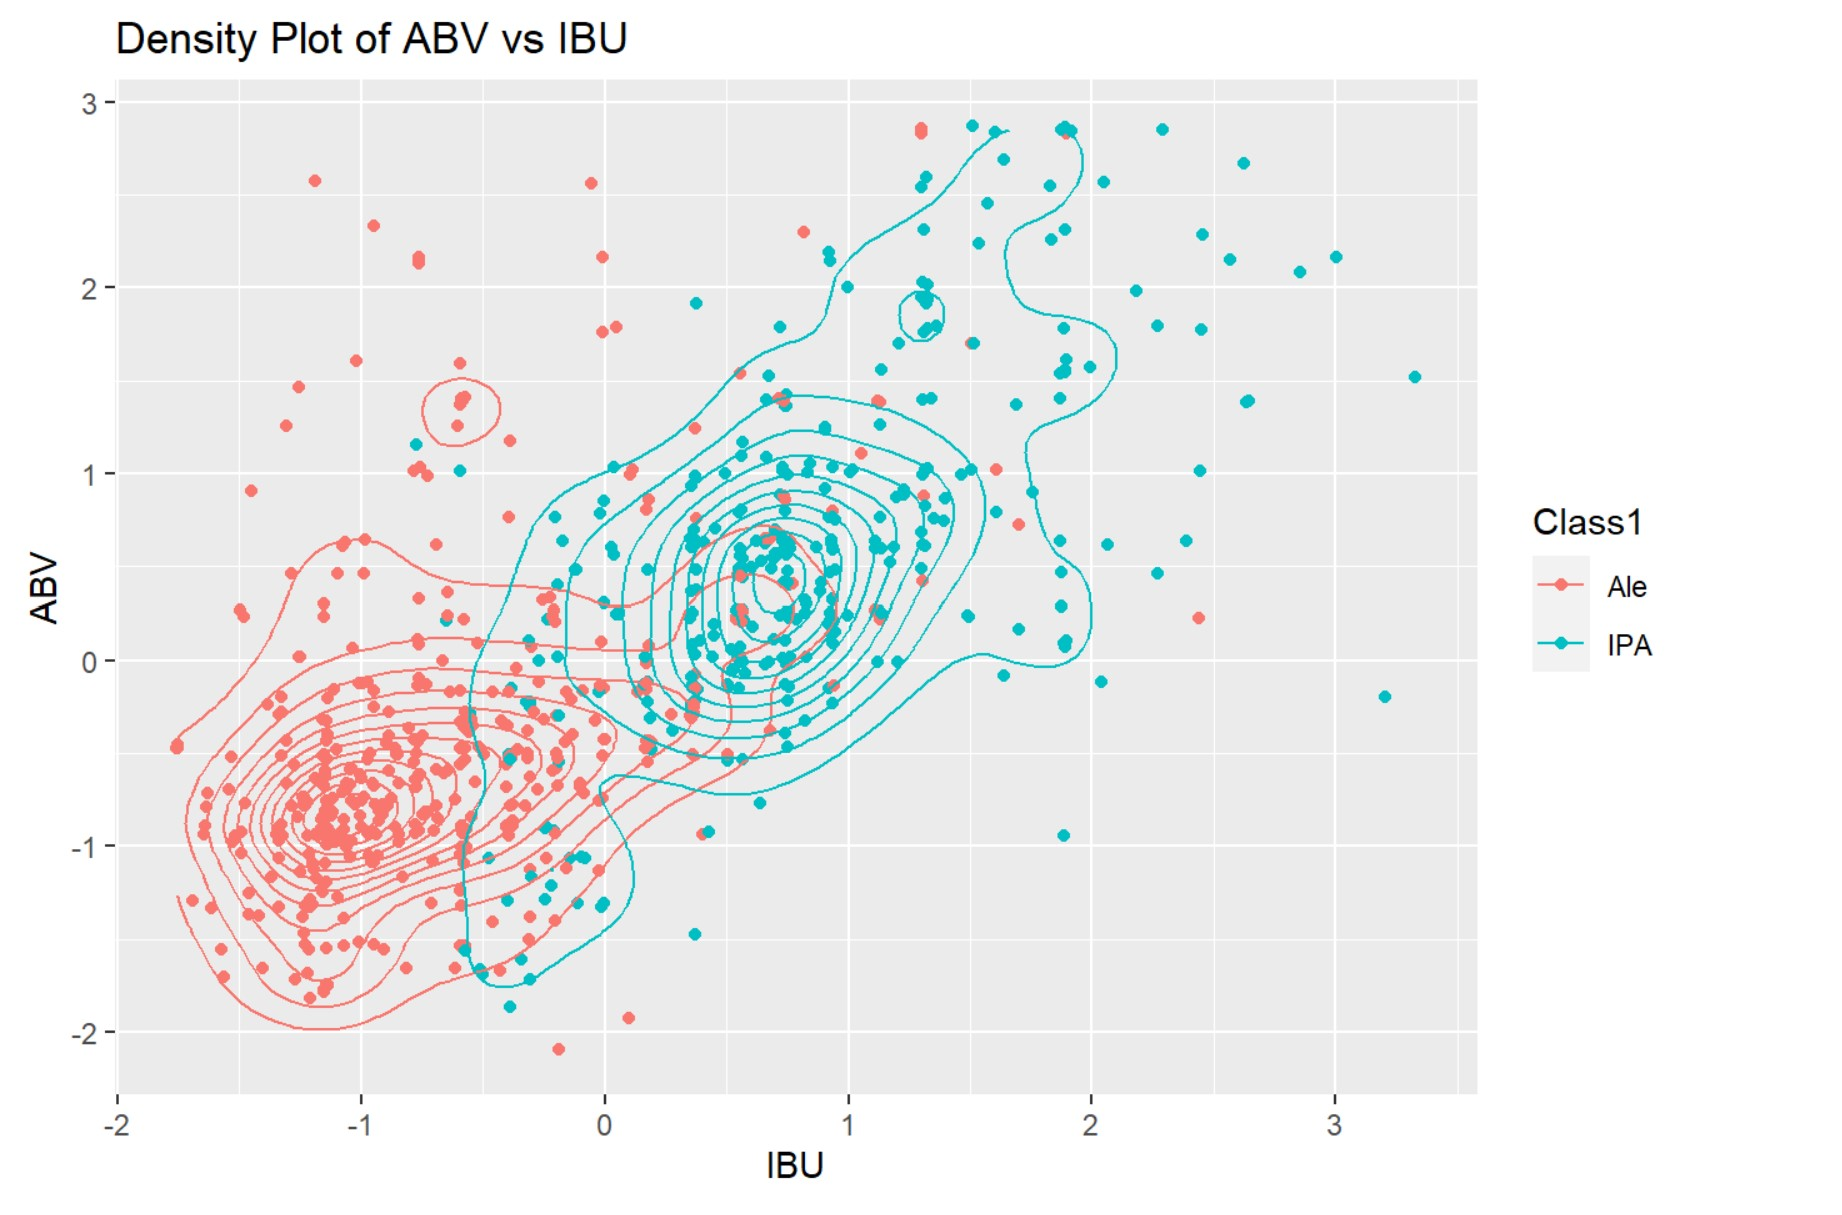 Density Plot of ABV vs IBU
3
2
1
0
-1
-2
ABV
-2 -1 0 1 2 3
IBU
Class1
Ale
IPA